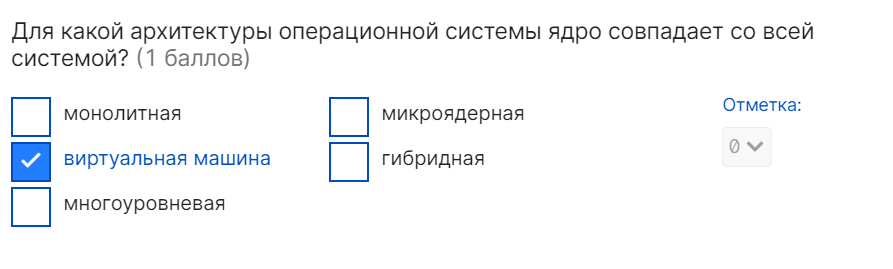 Для какой архитектуры операционной системы ядро совпадает со всей
системой? (1 баллов)
монолитная
микроядерная
Отметка:
виртуальная машина
гибридная
0
многоуровневая